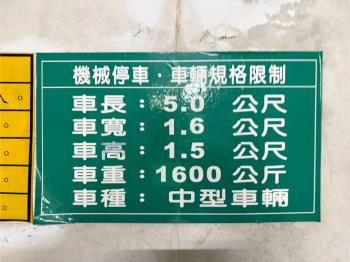 機械停車・車輛規格限制
車長：5.0 公尺
車寬：1.6 公尺
車高：1.5 公尺
車重：1600 公斤
車種：中型車輛
人。